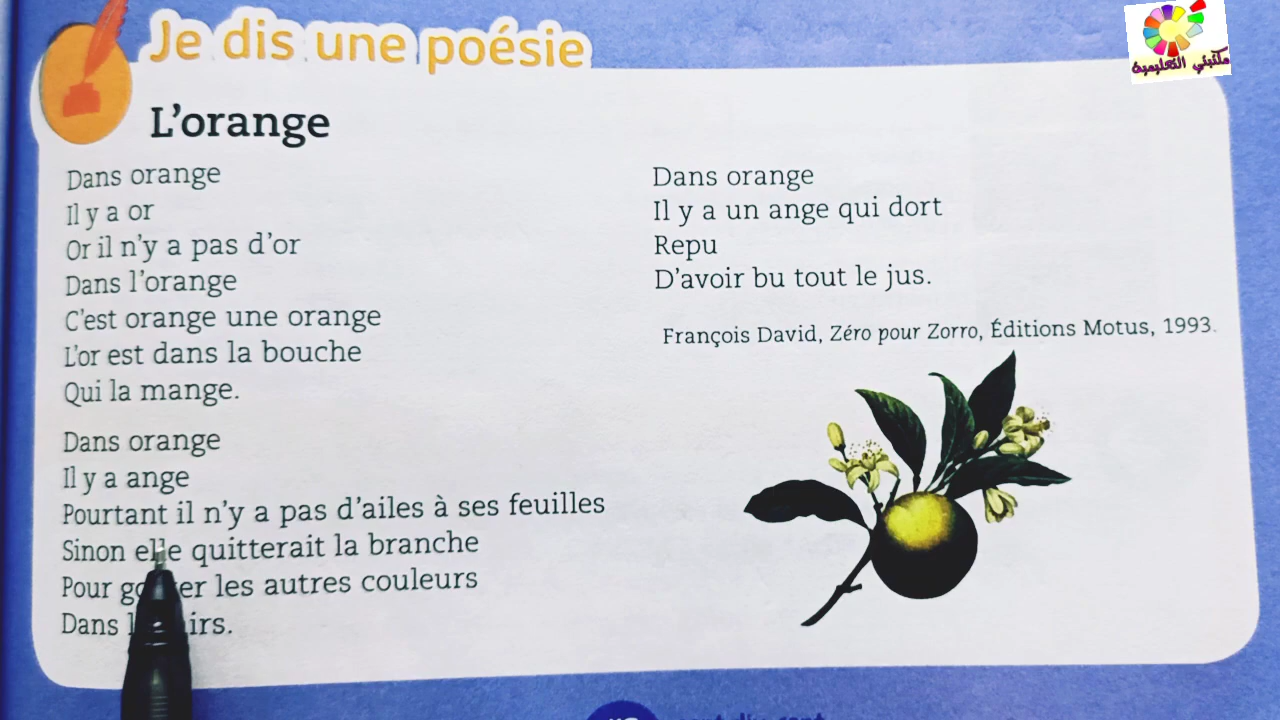 Je dis une poésie
مكتبتي التعليمية
L'orange
Dans orange
Il y a or
Or il n'y a pas d'or
Dans l'orange
C'est orange une orange
L'or est dans la bouche
Qui la mange.
Dans orange
Il y a ange
Pourtant il n'y a pas d'ailes à ses feuilles
Sinon elle quitterait la branche
Pour les autres couleurs
Dans
Dans orange
Il y a un ange qui dort
Repu
D'avoir bu tout le jus.
François David, Zéro pour Zorro, Éditions Motus, 1993.